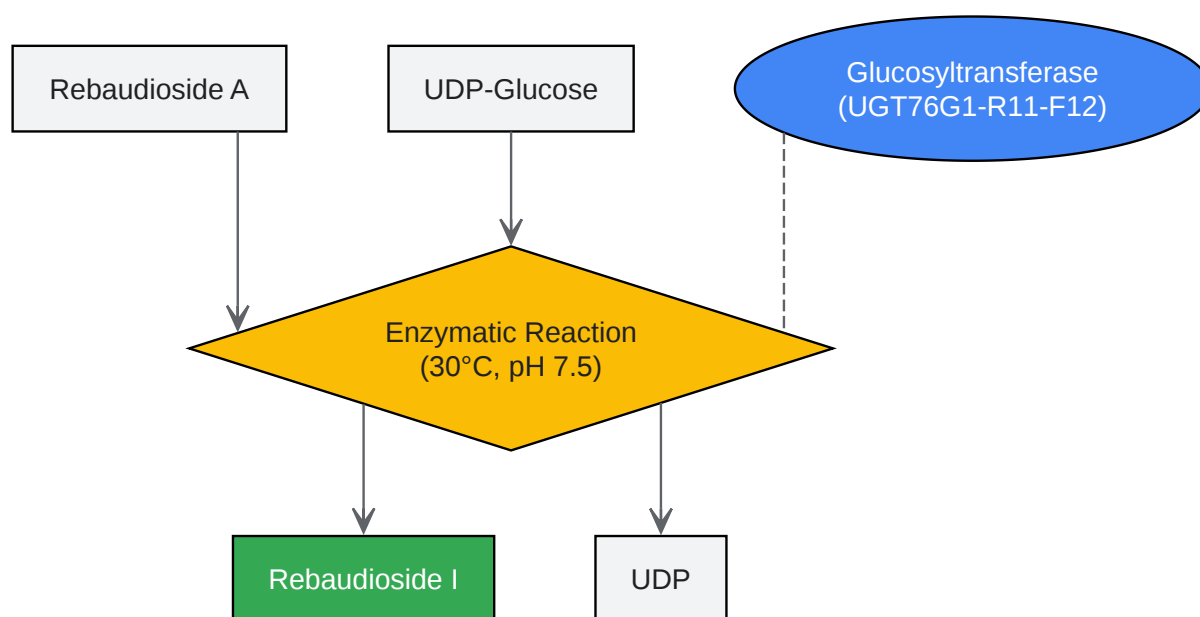 Rebaudioside A
UDP-Glucose
Glucosyltransferase
(UGT76G1-R11-F12)
Enzymatic Reaction
(30°C, pH 7.5)
Rebaudioside I
UDP